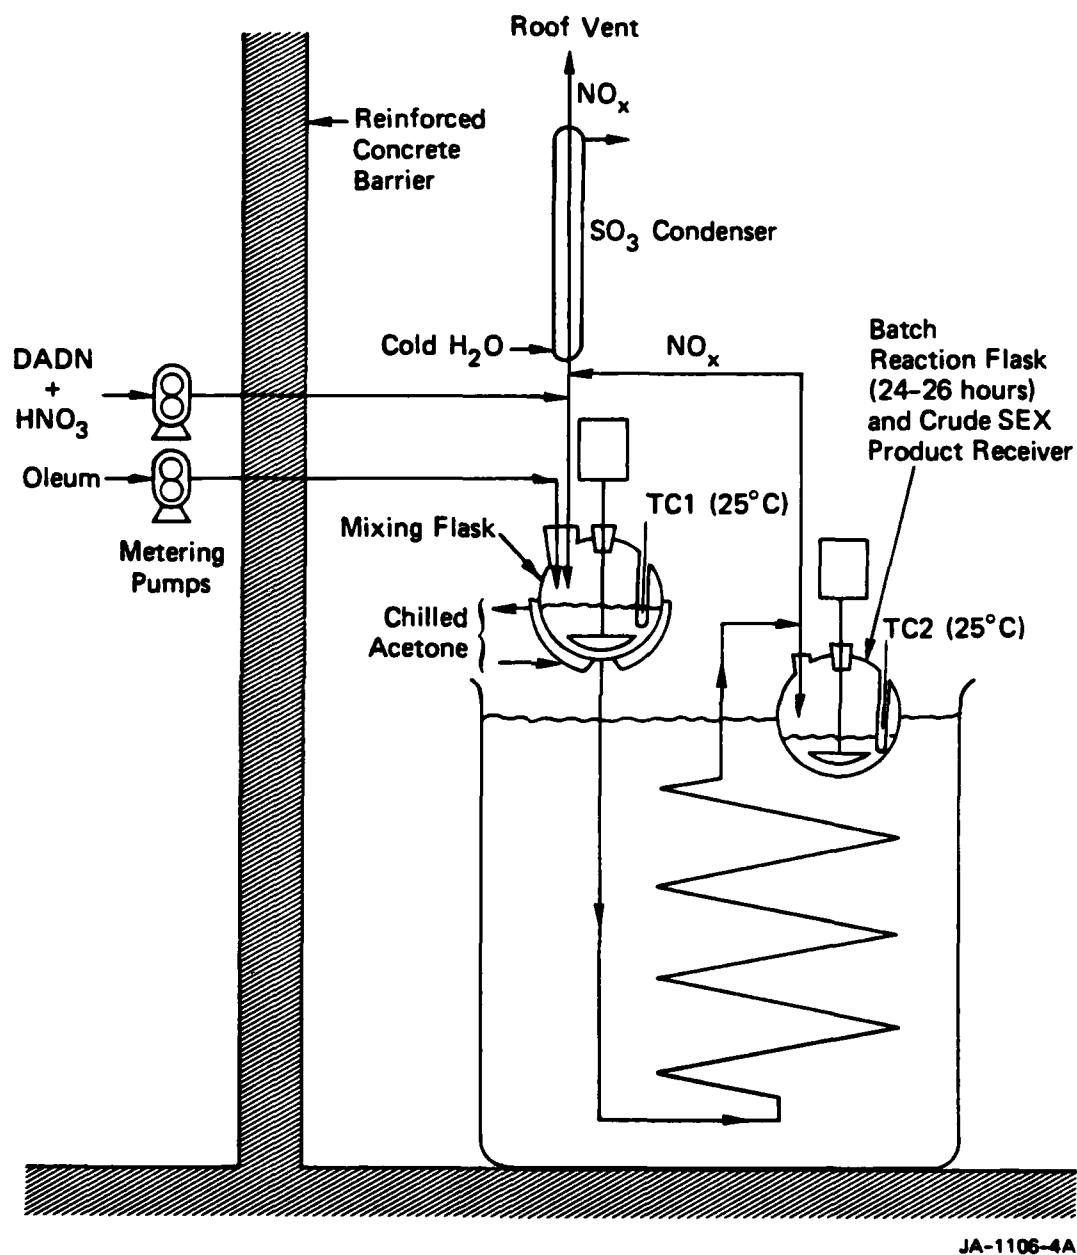 Roof Vent
NOx
Reinforced
Concrete
Barrier
SO3 Condenser
Cold H2O
NOx
Batch
Reaction Flask
(24-26 hours)
and Crude SEX
Product Receiver
DADN
+
HNO3
Oleum
Metering
Pumps
Mixing Flask
TC1 (25°C)
Chilled
Acetone
TC2 (25°C)
JA-1106-4A